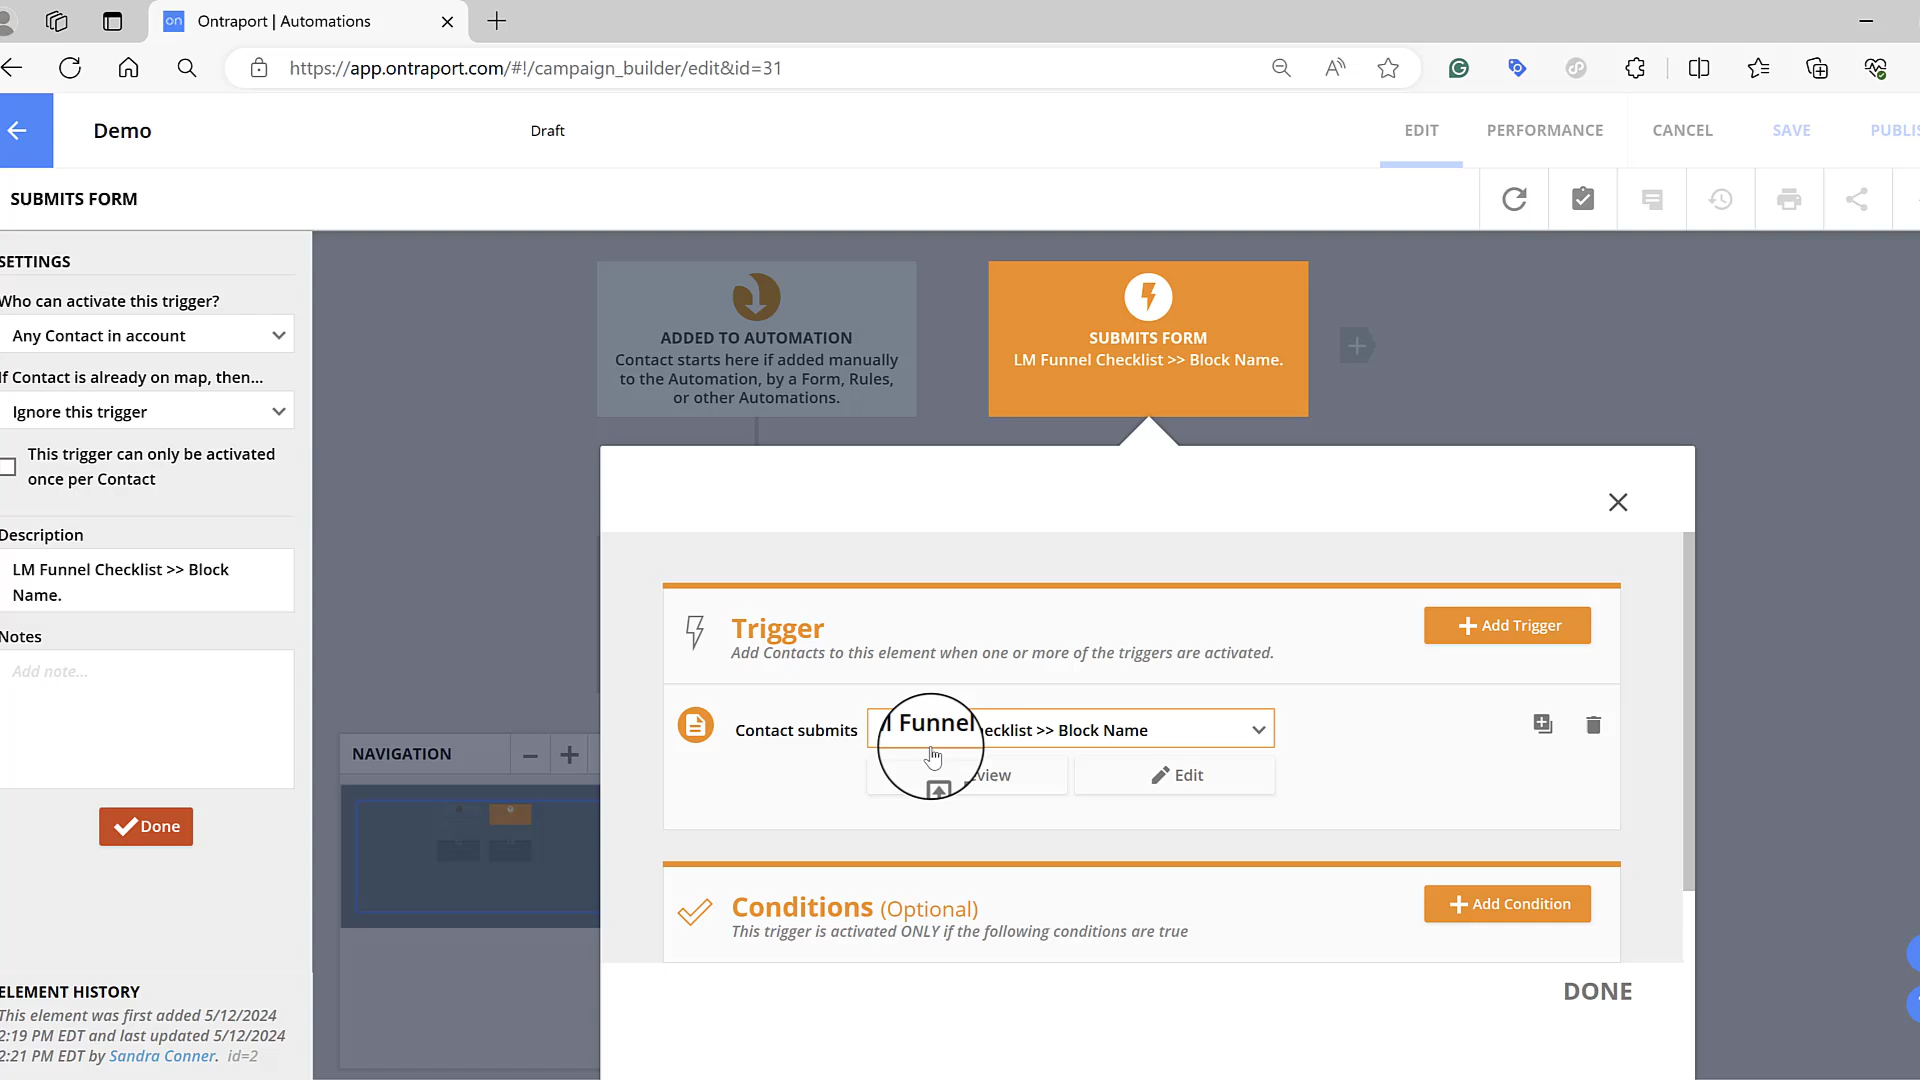 on Ontraport | Automations
https://app.ontraport.com/#!/campaign_builder/edit&id=31
Demo
Draft
EDIT
PERFORMANCE
CANCEL
SAVE
PUBLIS
SUBMITS FORM
SETTINGS
Who can activate this trigger?
Any Contact in account
If Contact is already on map, then...
Ignore this trigger
This trigger can only be activated
once per Contact
Description
LM Funnel Checklist >> Block
Name.
Notes
Add note...
Done
ELEMENT HISTORY
This element was first added 5/12/2024
2:19 PM EDT and last updated 5/12/2024
2:21 PM EDT by Sandra Conner. id=2
ADDED TO AUTOMATION
Contact starts here if added manually
to the Automation, by a Form, Rules,
or other Automations.
SUBMITS FORM
LM Funnel Checklist >> Block Name.
NAVIGATION
Trigger
Add Contacts to this element when one or more of the triggers are activated.
Add Trigger
Contact submits
Funnel ecklist >> Block Name
view
Edit
Conditions (Optional)
This trigger is activated ONLY if the following conditions are true
Add Condition
DONE